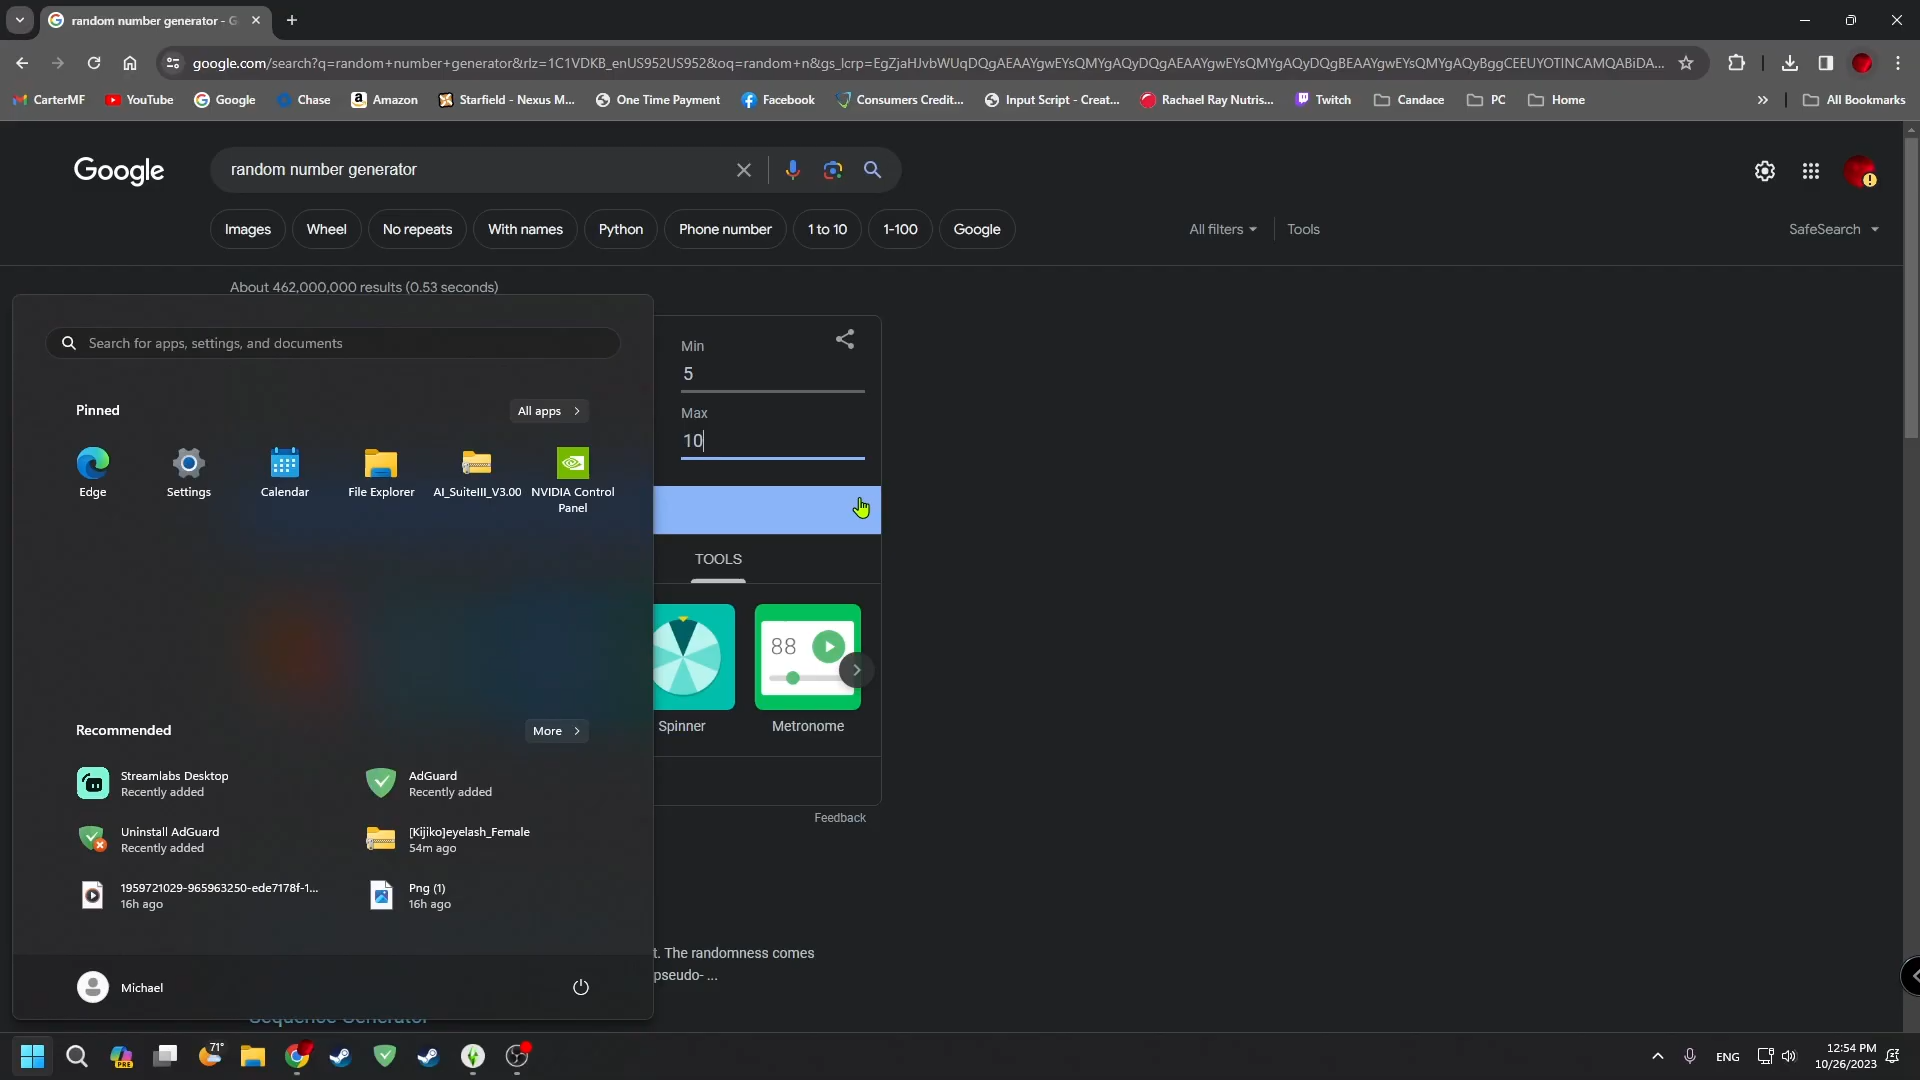 random number generator - G
google.com/search?q=random+number+generator&rlz=1C1VDKB_enUS952US952&oq=random+n&gs_lcrp=EgZjaHJvbWUqDQgAEAAYgwEYsQMYgAQyDQgAEAAYgwEYsQMYgAQyDQgBEAAYgwEYsQMYgAQyBggCEEUYOTINCAMQABiDA...
CarterMF YouTube Google Chase Amazon Starfield - Nexus M... One Time Payment Facebook Consumers Credit... Input Script - Creat... Rachael Ray Nutris... Twitch Candace PC Home » All Bookmarks
Google
random number generator
Images Wheel No repeats With names Python Phone number 1 to 10 1-100 Google All filters Tools SafeSearch
About 462,000,000 results (0.53 seconds)
Search for apps, settings, and documents
Min
5
Max
10
Pinned
All apps
Edge
Settings
Calendar
File Explorer
AI_SuiteIII_V3.00
NVIDIA Control
Panel
TOOLS
88
Spinner
Metronome
Recommended
More
Streamlabs Desktop
Recently added
AdGuard
Recently added
Uninstall AdGuard
Recently added
[Kijiko]eyelash_Female
54m ago
1959721029-965963250-ede7178f-1...
16h ago
Png (1)
16h ago
Feedback
t. The randomness comes
pseudo- ...
Michael
Sequence Generator
PRE
71°
ENG
12:54 PM
10/26/2023